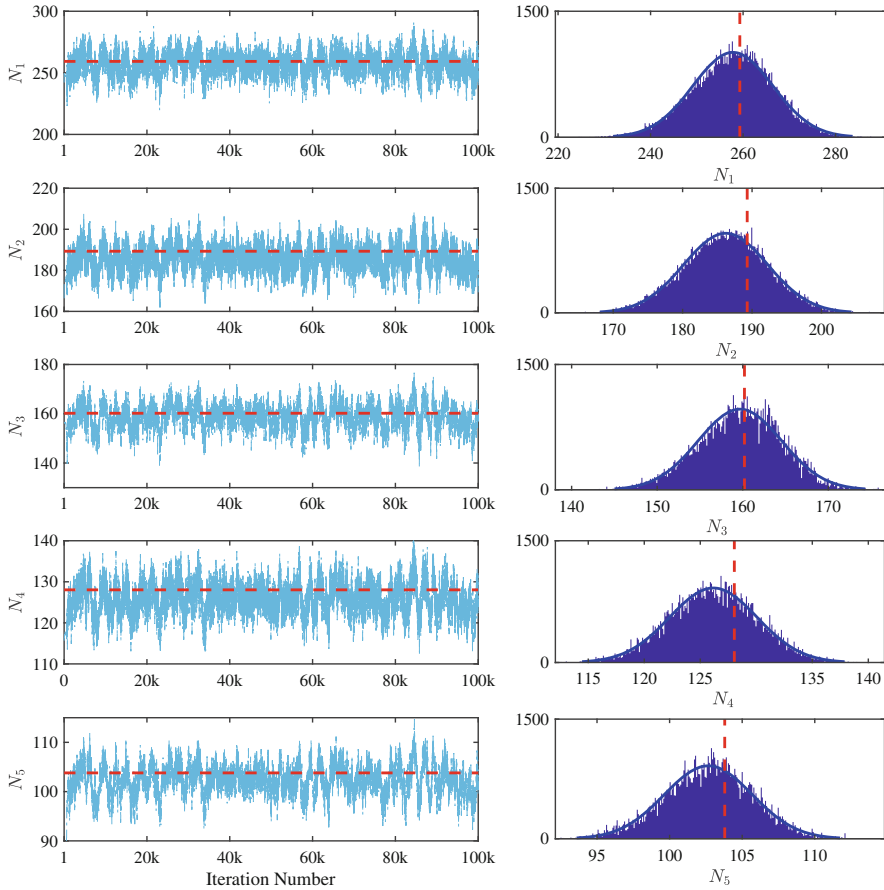 300
250
200
N₁
1 20k 40k 60k 80k 100k
1500
0
220 240 260 280
N₁
220
200
180
160
N₂
1 20k 40k 60k 80k 100k
1500
0
170 180 190 200
N₂
180
160
140
N₃
1 20k 40k 60k 80k 100k
1500
0
140 150 160 170
N₃
140
130
120
110
N₄
0 20k 40k 60k 80k 100k
1500
0
115 120 125 135 140
N₄
110
100
90
N₅
1 20k 40k 60k 80k 100k
Iteration Number
1500
0
95 100 105 110
N₅